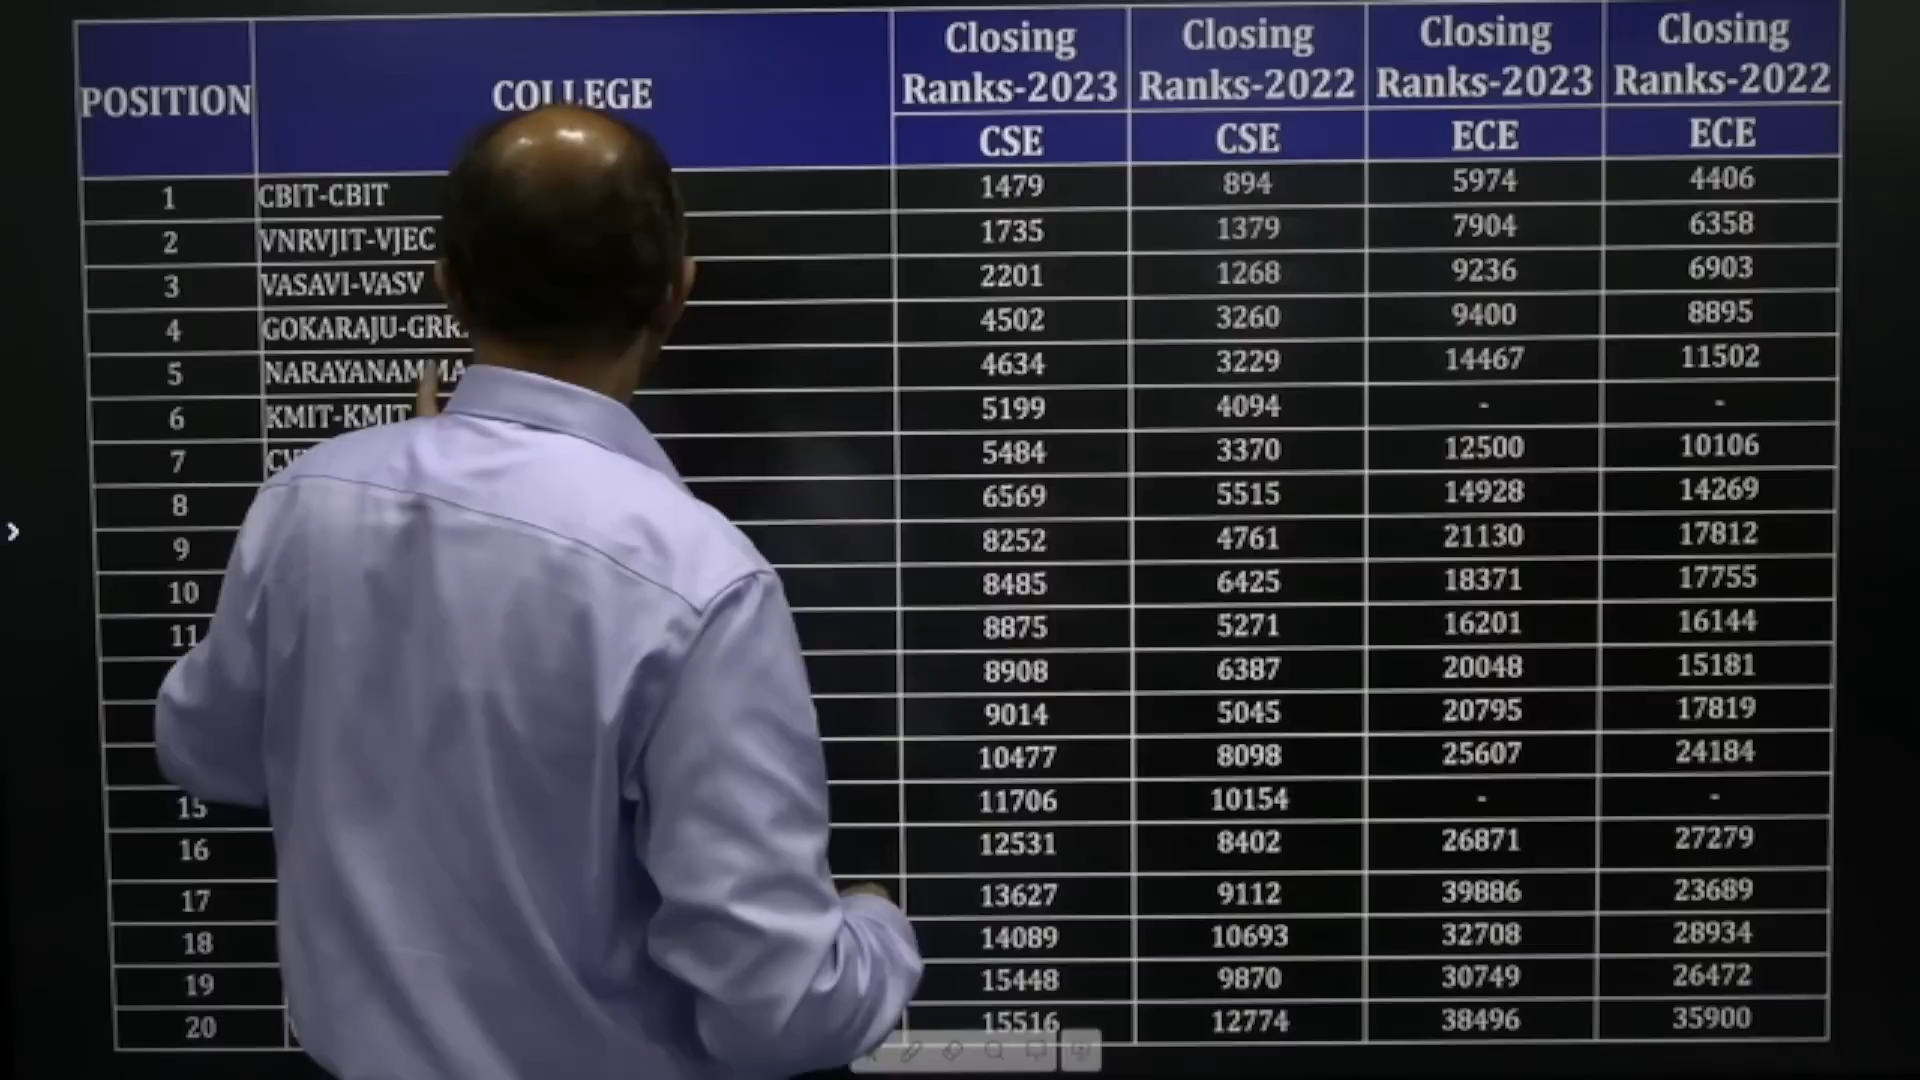 POSITION COLLEGE Closing Ranks-2023 Closing Ranks-2022 Closing Ranks-2023 Closing Ranks-2022
CSE CSE ECE ECE
1 CBIT-CBIT 1479 894 5974 4406
2 VNRVJIT-VJEC 1735 1379 7904 6358
3 VASAVI-VASV 2201 1268 9236 6903
4 GOKARAJU-GRR 4502 3260 9400 8895
5 NARAYANAMMA 4634 3229 14467 11502
6 KMIT-KMIT 5199 4094 - -
7 5484 3370 12500 10106
8 6569 5515 14928 14269
9 8252 4761 21130 17812
10 8485 6425 18371 17755
11 8875 5271 16201 16144
8908 6387 20048 15181
9014 5045 20795 17819
10477 8098 25607 24184
15 11706 10154 - -
16 12531 8402 26871 27279
17 13627 9112 39886 23689
18 14089 10693 32708 28934
19 15448 9870 30749 26472
20 15516 12774 38496 35900